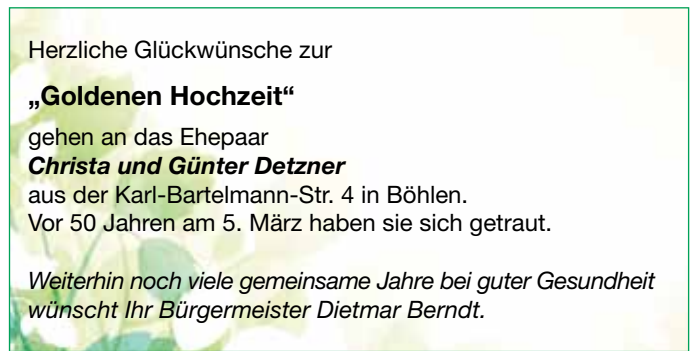 Herzliche Glückwünsche zur
„Goldenen Hochzeit“
gehen an das Ehepaar
Christa und Günter Detzner
aus der Karl-Bartelmann-Str. 4 in Böhlen.
Vor 50 Jahren am 5. März haben sie sich getraut.
Weiterhin noch viele gemeinsame Jahre bei guter Gesundheit
wünscht Ihr Bürgermeister Dietmar Berndt.